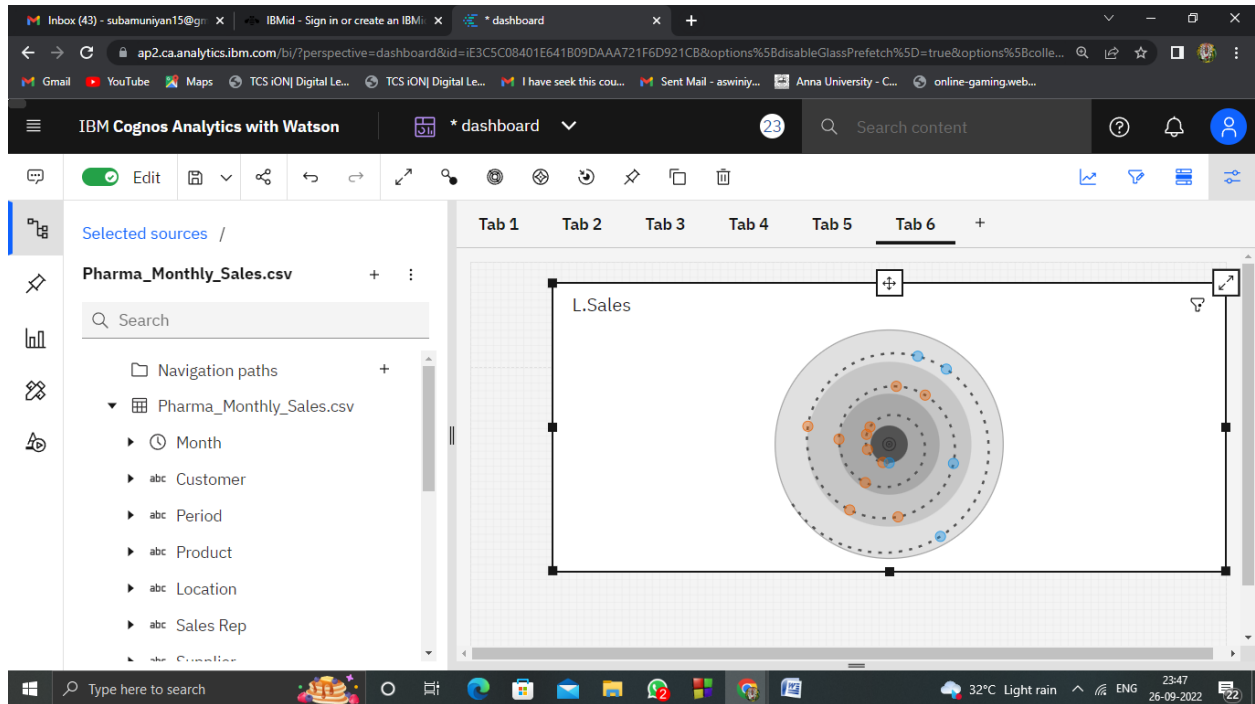 Inbox (43) - subamuniyan15@gm
IBMid - Sign in or create an IBMi
* dashboard
ap2.ca.analytics.ibm.com/bi/?perspective=dashboard&id=iE3C5C08401E641B09DAAA721F6D921CB&options%5BdisableGlassPrefetch%5D=true&options%5Bcolle...
Gmail YouTube Maps TCS iON| Digital Le... TCS iON| Digital Le... I have seek this cou... Sent Mail - aswiniy... Anna University - C... online-gaming.web...
IBM Cognos Analytics with Watson
* dashboard
23
Search content
Edit
Selected sources /
Tab 1 Tab 2 Tab 3 Tab 4 Tab 5 Tab 6 +
Pharma_Monthly_Sales.csv
Search
L.Sales
Navigation paths
Pharma_Monthly_Sales.csv
Month
abc Customer
abc Period
abc Product
abc Location
abc Sales Rep
abc Supplier
Type here to search
2
32°C Light rain
ENG
23:47
26-09-2022
22